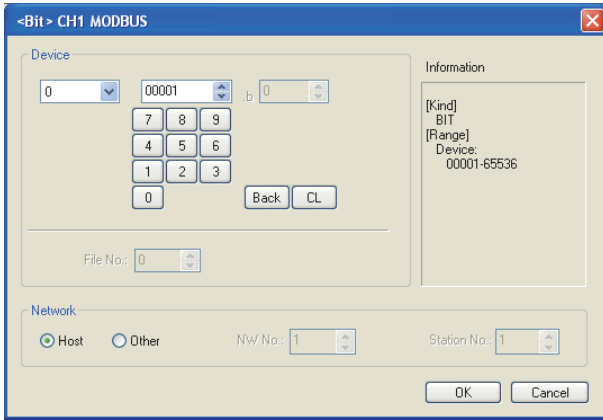 <Bit> CH1 MODBUS
Device
0 00001 .b 0
7 8 9
4 5 6
1 2 3
0 Back CL
File No.: 0
Information
[Kind]
BIT
[Range]
Device:
00001-65536
Network
Host Other NW No.: 1 Station No.: 1
OK Cancel